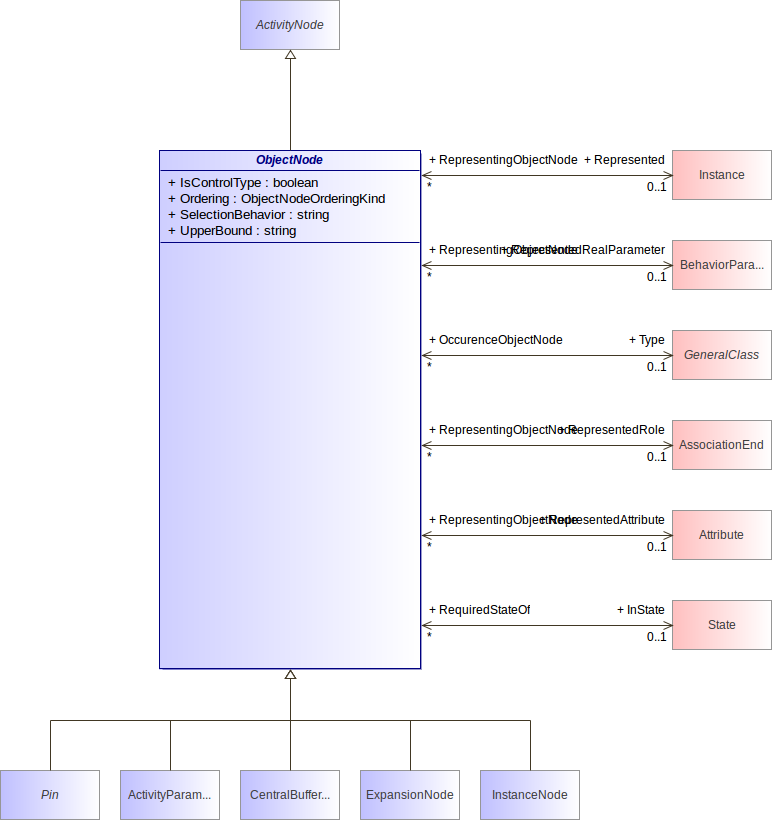 ActivityNode
ObjectNode
+ IsControlType : boolean
+ Ordering : ObjectNodeOrderingKind
+ SelectionBehavior : string
+ UpperBound : string
+ RepresentingObjectNode + Represented
* 0..1
Instance
+ RepresentingObjectNode + RepresentedRealParameter
* 0..1
BehaviorPara...
+ OccurenceObjectNode + Type
* 0..1
GeneralClass
+ RepresentingObjectNode + RepresentedRole
* 0..1
AssociationEnd
+ RepresentingObjectNode + RepresentedAttribute
* 0..1
Attribute
+ RequiredStateOf + InState
* 0..1
State
Pin
ActivityParam...
CentralBuffer...
ExpansionNode
InstanceNode